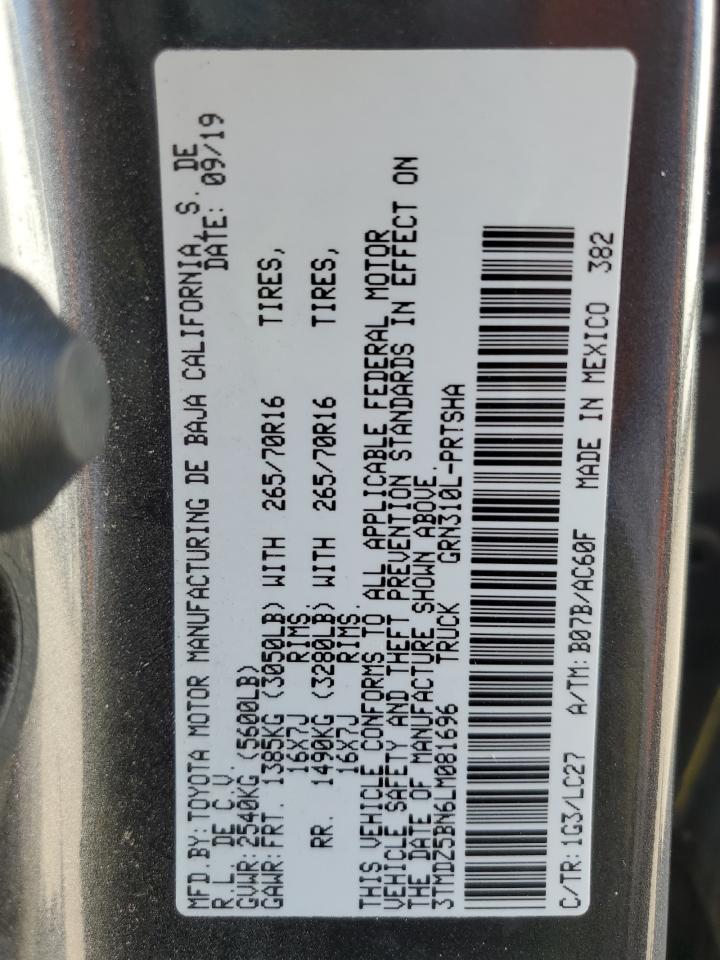 MFD.BY:TOYOTA MOTOR MANUFACTURING DE BAJA CALIFORNIA,S. DE
R.L. DE C.V. DATE: 09/19
GVWR:2540KG (5600LB)
GAWR:FRT. 1385KG (3050LB) WITH 265/70R16 TIRES,
16X7J RIMS.
RR. 1490KG (3280LB) WITH 265/70R16 TIRES,
16X7J RIMS.
THIS VEHICLE CONFORMS TO ALL APPLICABLE FEDERAL MOTOR
VEHICLE SAFETY AND THEFT PREVENTION STANDARDS IN EFFECT ON
THE DATE OF MANUFACTURE SHOWN ABOVE.
3TMDZ5BN6LM081696 TRUCK GRN310L-PRTSHA
C/TR:1G3/LC27 A/TM:B07B/AC60F MADE IN MEXICO 382